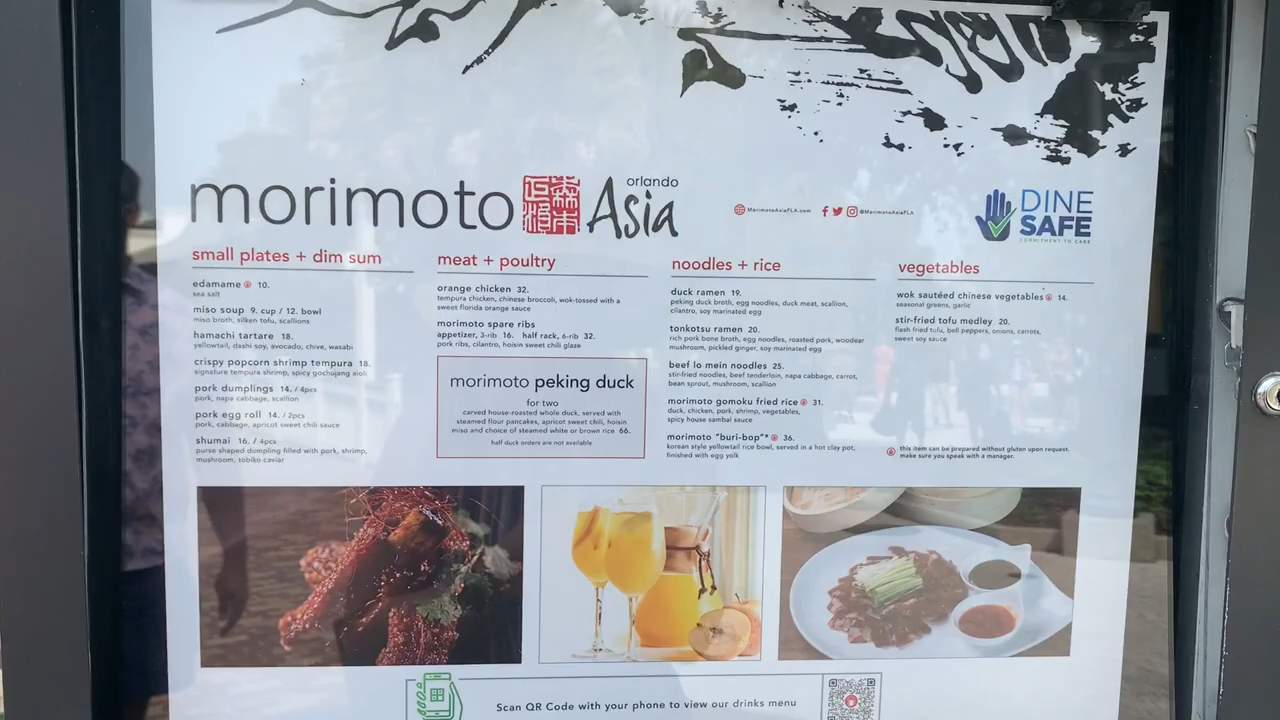 morimoto
orlando
Asia
MorimotoAsiaFLA.com
@MorimotoAsiaFLA
DINE
SAFE
COMMITMENT TO CARE
small plates + dim sum
edamame 10.
sea salt
miso soup 9. cup / 12. bowl
miso broth, silken tofu, scallions
hamachi tartare 18.
yellowtail, dashi soy, avocado, chive, wasabi
crispy popcorn shrimp tempura 18.
signature tempura shrimp, spicy gochujang aioli
pork dumplings 14. / 4pcs
pork, napa cabbage, scallion
pork egg roll 14. / 2pcs
pork, cabbage, apricot sweet chili sauce
shumai 16. / 4pcs
purse shaped dumpling filled with pork, shrimp,
mushroom, tobiko caviar
meat + poultry
orange chicken 32.
tempura chicken, chinese broccoli, wok-tossed with a
sweet florida orange sauce
morimoto spare ribs
appetizer, 3-rib 16. half rack, 6-rib 32.
pork ribs, cilantro, hoisin sweet chili glaze
morimoto peking duck
for two
carved house-roasted whole duck, served with
steamed flour pancakes, apricot sweet chili, hoisin
miso and choice of steamed white or brown rice 66.
half duck orders are not available
noodles + rice
duck ramen 19.
peking duck broth, egg noodles, duck meat, scallion,
cilantro, soy marinated egg
tonkotsu ramen 20.
rich pork bone broth, egg noodles, roasted pork, woodear
mushroom, pickled ginger, soy marinated egg
beef lo mein noodles 25.
stir-fried noodles, beef tenderloin, napa cabbage, carrot,
bean sprout, mushroom, scallion
morimoto gomoku fried rice 31.
duck, chicken, pork, shrimp, vegetables,
spicy house sambal sauce
morimoto "buri-bop"* 36.
korean style yellowtail rice bowl, served in a hot clay pot,
finished with egg yolk
vegetables
wok sautéed chinese vegetables 14.
seasonal greens, garlic
stir-fried tofu medley 20.
flash fried tofu, bell peppers, onions, carrots,
sweet soy sauce
this item can be prepared without gluten upon request.
make sure you speak with a manager.
Scan QR Code with your phone to view our drinks menu